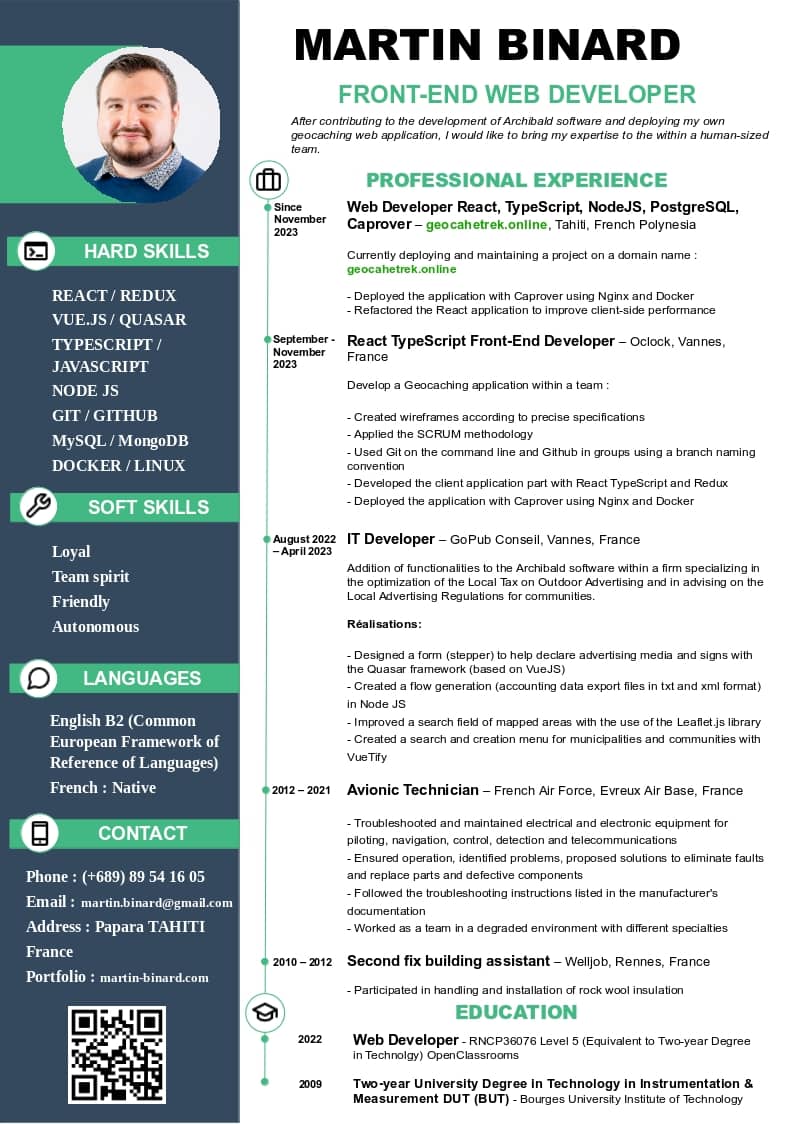 MARTIN BINARD
FRONT-END WEB DEVELOPER
After contributing to the development of Archibald software and deploying my own
geocaching web application, I would like to bring my expertise to the within a human-sized
team.
HARD SKILLS
REACT / REDUX
VUE.JS / QUASAR
TYPESCRIPT /
JAVASCRIPT
NODE JS
GIT / GITHUB
MySQL / MongoDB
DOCKER / LINUX
SOFT SKILLS
Loyal
Team spirit
Friendly
Autonomous
LANGUAGES
English B2 (Common
European Framework of
Reference of Languages)
French : Native
CONTACT
Phone : (+689) 89 54 16 05
Email : martin.binard@gmail.com
Address : Papara TAHITI
France
Portfolio : martin-binard.com
PROFESSIONAL EXPERIENCE
Since
November
2023
Web Developer React, TypeScript, NodeJS, PostgreSQL,
Caprover – geocahetrek.online, Tahiti, French Polynesia
Currently deploying and maintaining a project on a domain name :
geocahetrek.online
- Deployed the application with Caprover using Nginx and Docker
- Refactored the React application to improve client-side performance
September -
November
2023
React TypeScript Front-End Developer – Oclock, Vannes,
France
Develop a Geocaching application within a team :
- Created wireframes according to precise specifications
- Applied the SCRUM methodology
- Used Git on the command line and Github in groups using a branch naming
convention
- Developed the client application part with React TypeScript and Redux
- Deployed the application with Caprover using Nginx and Docker
August 2022
– April 2023
IT Developer – GoPub Conseil, Vannes, France
Addition of functionalities to the Archibald software within a firm specializing in
the optimization of the Local Tax on Outdoor Advertising and in advising on the
Local Advertising Regulations for communities.
Réalisations:
- Designed a form (stepper) to help declare advertising media and signs with
the Quasar framework (based on VueJS)
- Created a flow generation (accounting data export files in txt and xml format)
in Node JS
- Improved a search field of mapped areas with the use of the Leaflet.js library
- Created a search and creation menu for municipalities and communities with
VueTify
2012 – 2021
Avionic Technician – French Air Force, Evreux Air Base, France
- Troubleshooted and maintained electrical and electronic equipment for
piloting, navigation, control, detection and telecommunications
- Ensured operation, identified problems, proposed solutions to eliminate faults
and replace parts and defective components
- Followed the troubleshooting instructions listed in the manufacturer's
documentation
- Worked as a team in a degraded environment with different specialties
2010 – 2012
Second fix building assistant – Welljob, Rennes, France
- Participated in handling and installation of rock wool insulation
EDUCATION
2022
Web Developer - RNCP36076 Level 5 (Equivalent to Two-year Degree
in Technolgy) OpenClassrooms
2009
Two-year University Degree in Technology in Instrumentation &
Measurement DUT (BUT) - Bourges University Institute of Technology